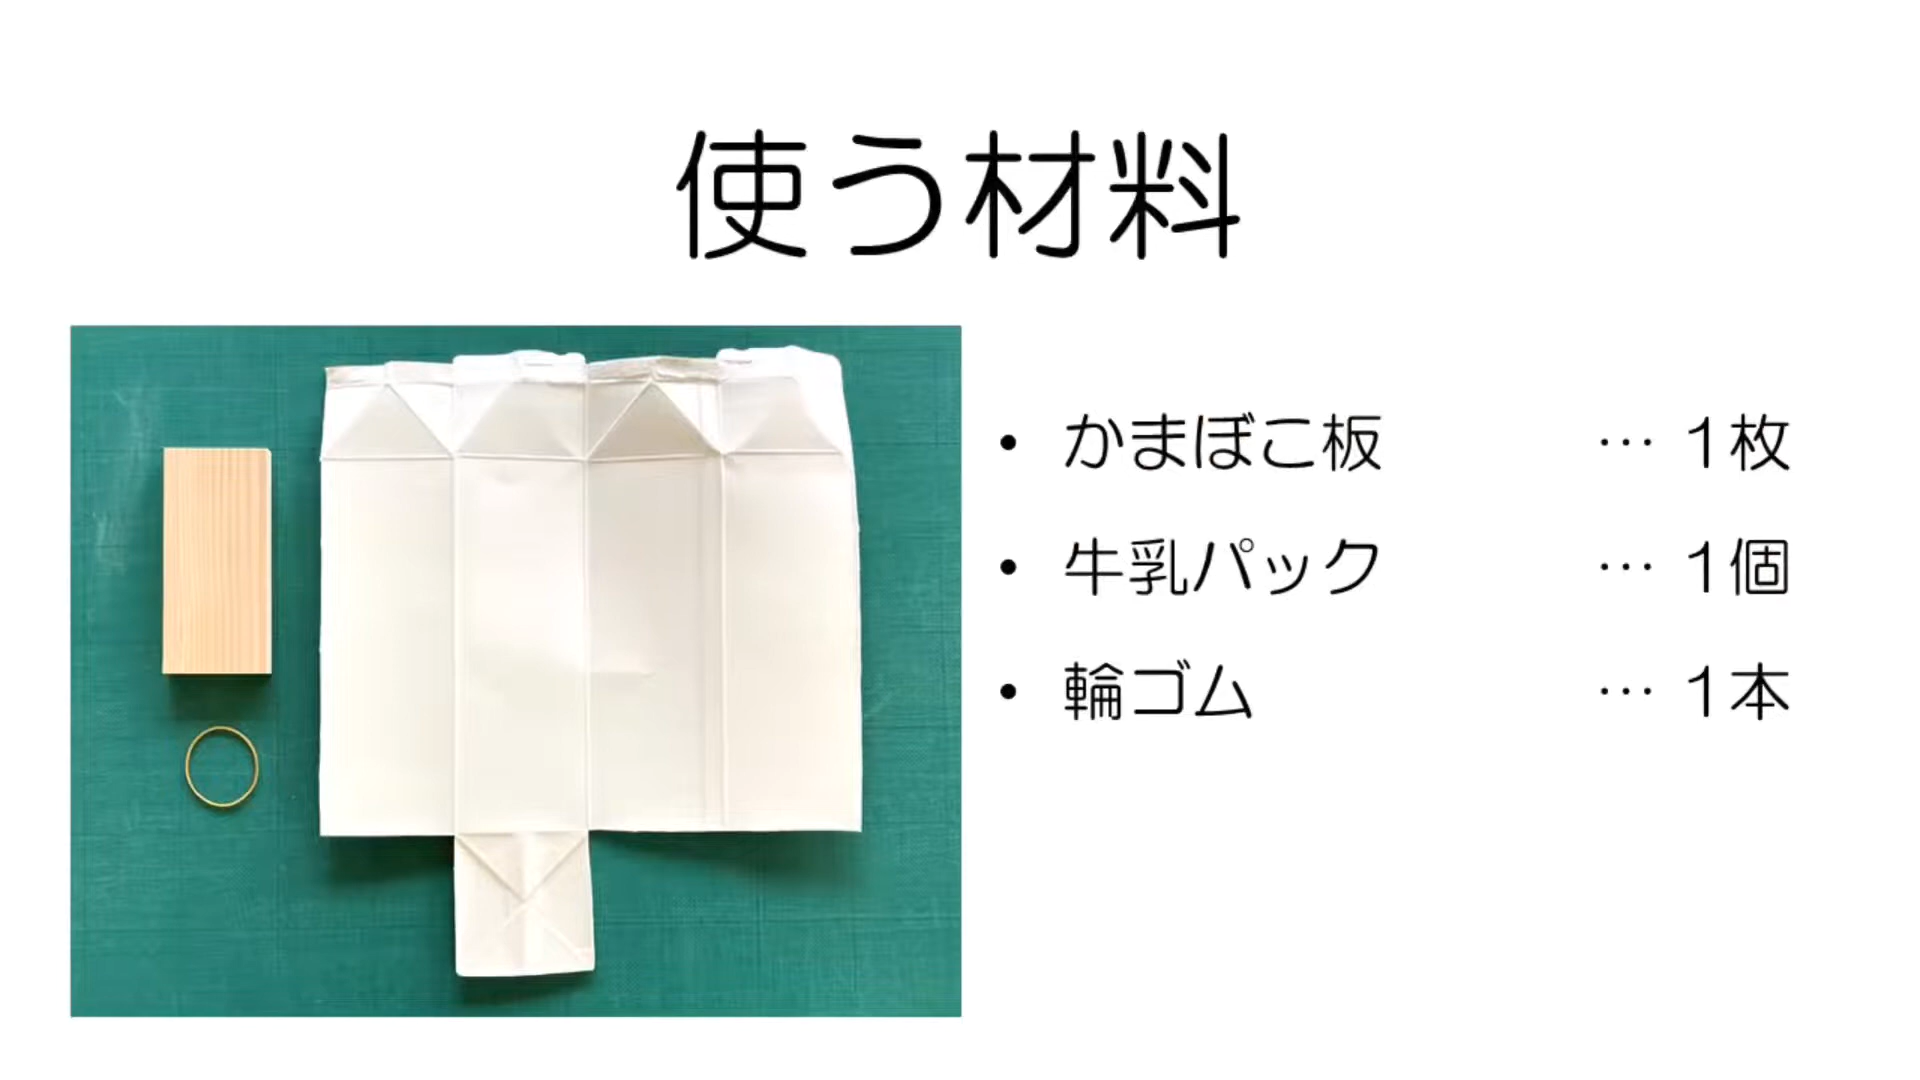 使う材料
• かまぼこ板 … 1枚
• 牛乳パック … 1個
• 輪ゴム … 1本